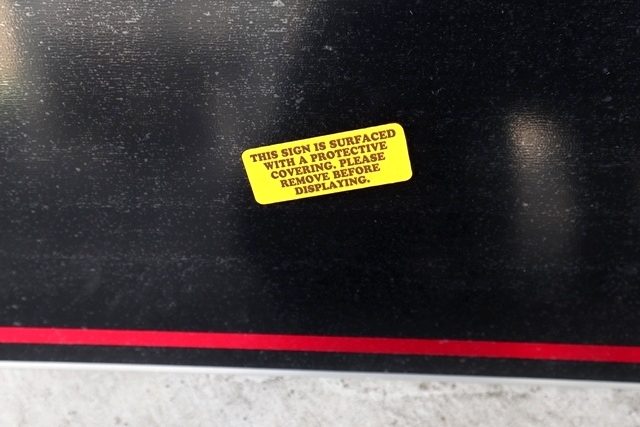 THIS SIGN IS SURFACED
WITH A PROTECTIVE
COVERING. PLEASE
REMOVE BEFORE
DISPLAYING.